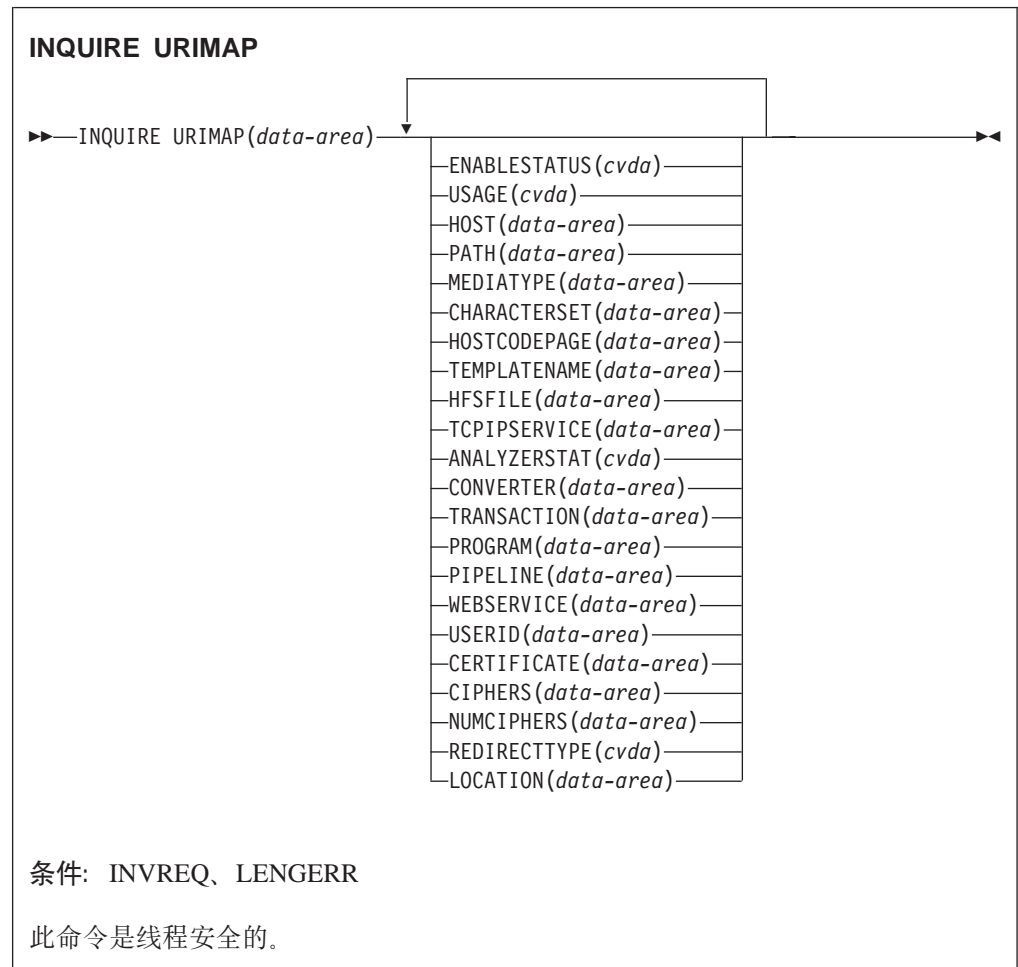 INQUIRE URIMAP
INQUIRE URIMAP(data-area)
ENABLESTATUS(cvda)
USAGE(cvda)
HOST(data-area)
PATH(data-area)
MEDIATYPE(data-area)
CHARACTERSET(data-area)
HOSTCODEPAGE(data-area)
TEMPLATENAME(data-area)
HFSFILE(data-area)
TCPIPSERVICE(data-area)
ANALYZERSTAT(cvda)
CONVERTER(data-area)
TRANSACTION(data-area)
PROGRAM(data-area)
PIPELINE(data-area)
WEBSERVICE(data-area)
USERID(data-area)
CERTIFICATE(data-area)
CIPHERS(data-area)
NUMCIPHERS(data-area)
REDIRECTTYPE(cvda)
LOCATION(data-area)
条件: INVREQ、LENGERR
此命令是线程安全的。